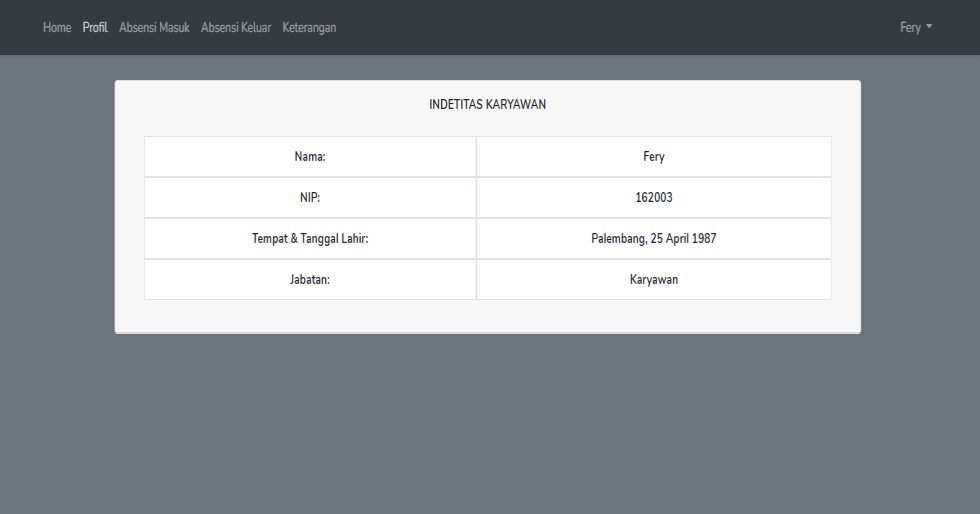 Home Profil Absensi Masuk Absensi Keluar Keterangan Fery
INDETITAS KARYAWAN
Nama: Fery
NIP: 162003
Tempat & Tanggal Lahir: Palembang, 25 April 1987
Jabatan: Karyawan